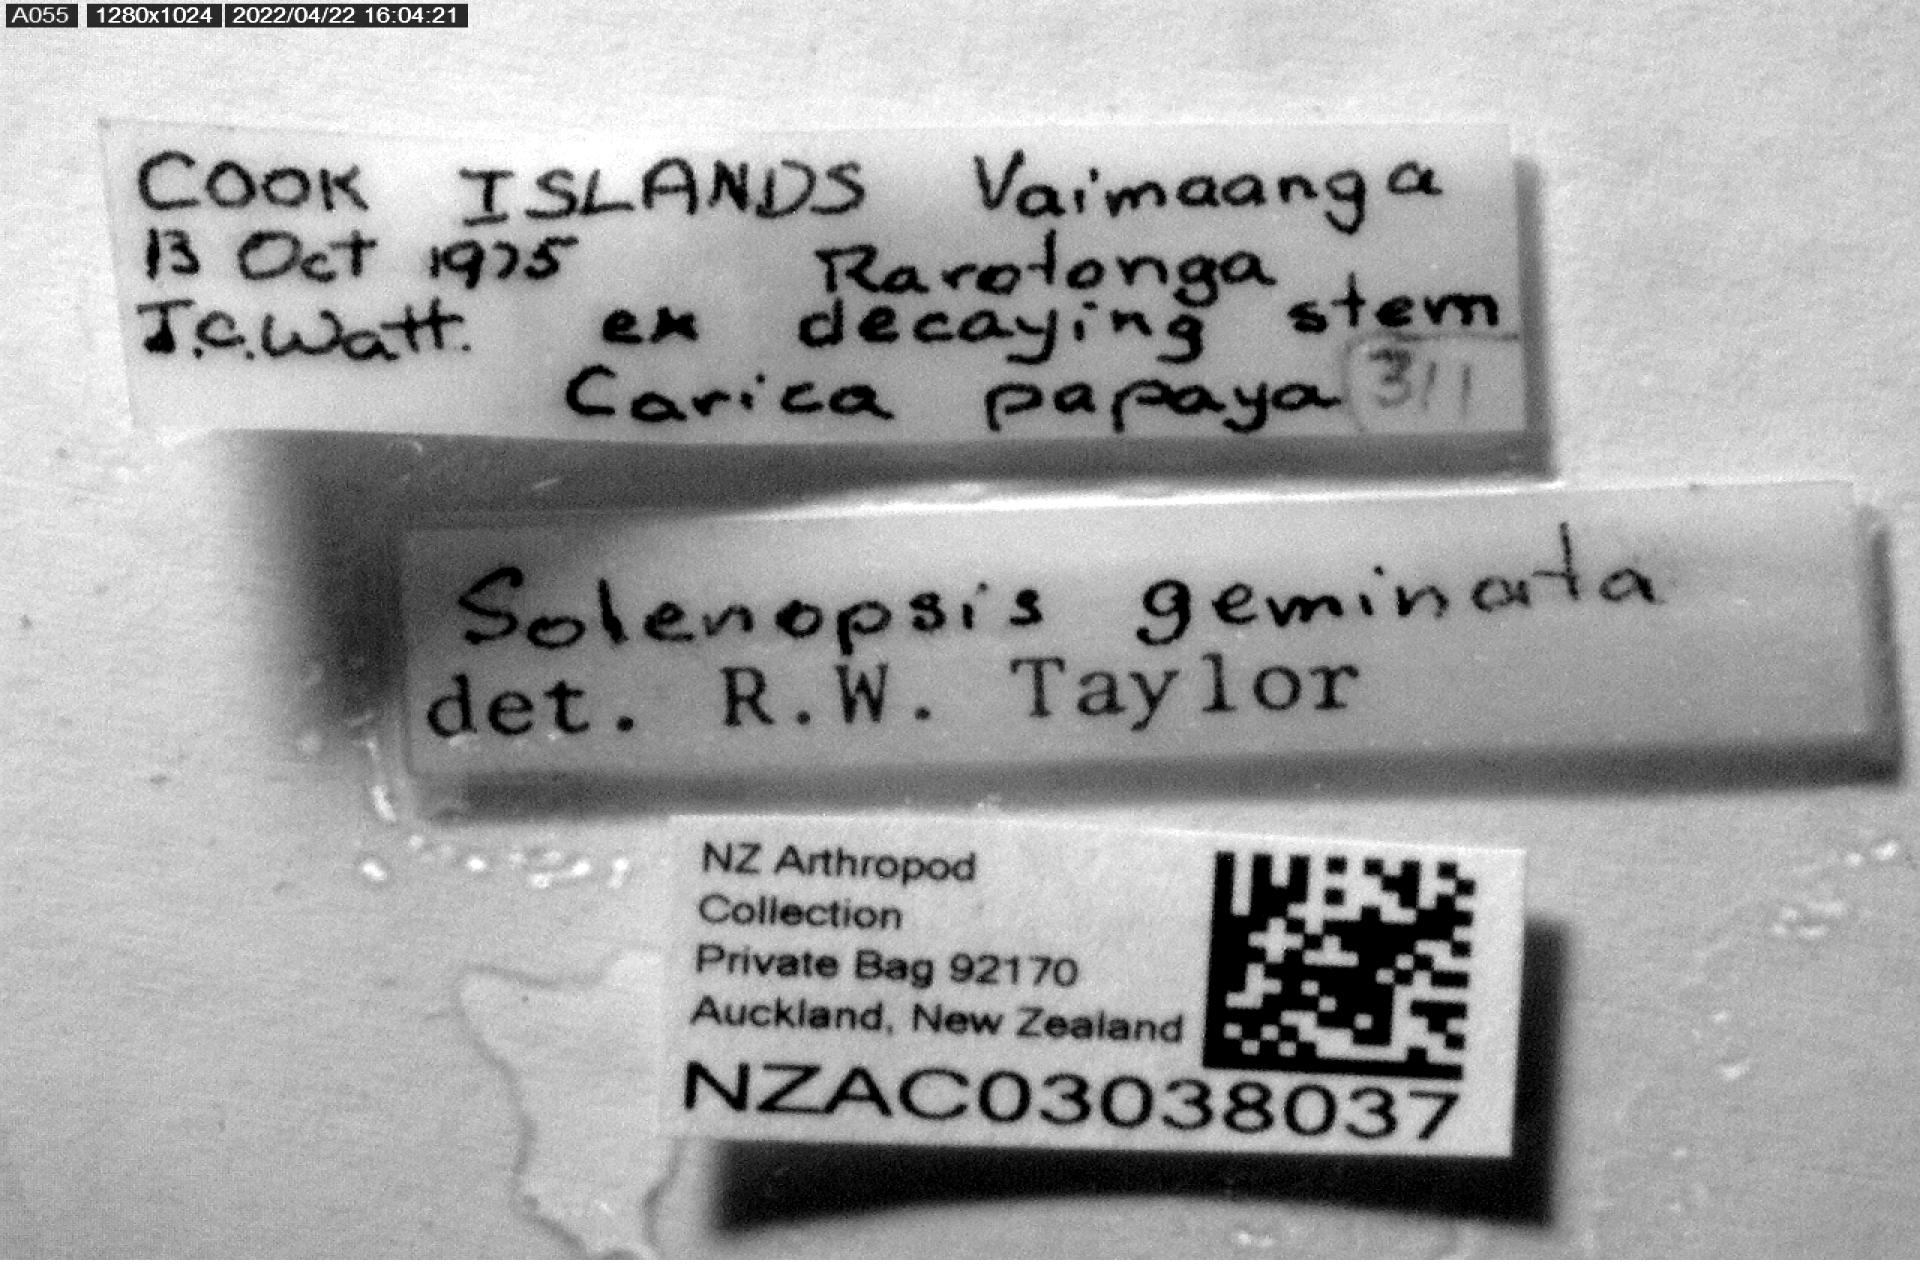 A055 1280x1024 2022/04/22 16:04:21
COOK ISLANDS Vaimaanga
13 Oct 1975 Rarotonga
J.C.Watt. ex decaying stem
Carica papaya 311
Solenopsis geminata
det. R.W. Taylor
NZ Arthropod
Collection
Private Bag 92170
Auckland, New Zealand
NZAC03038037